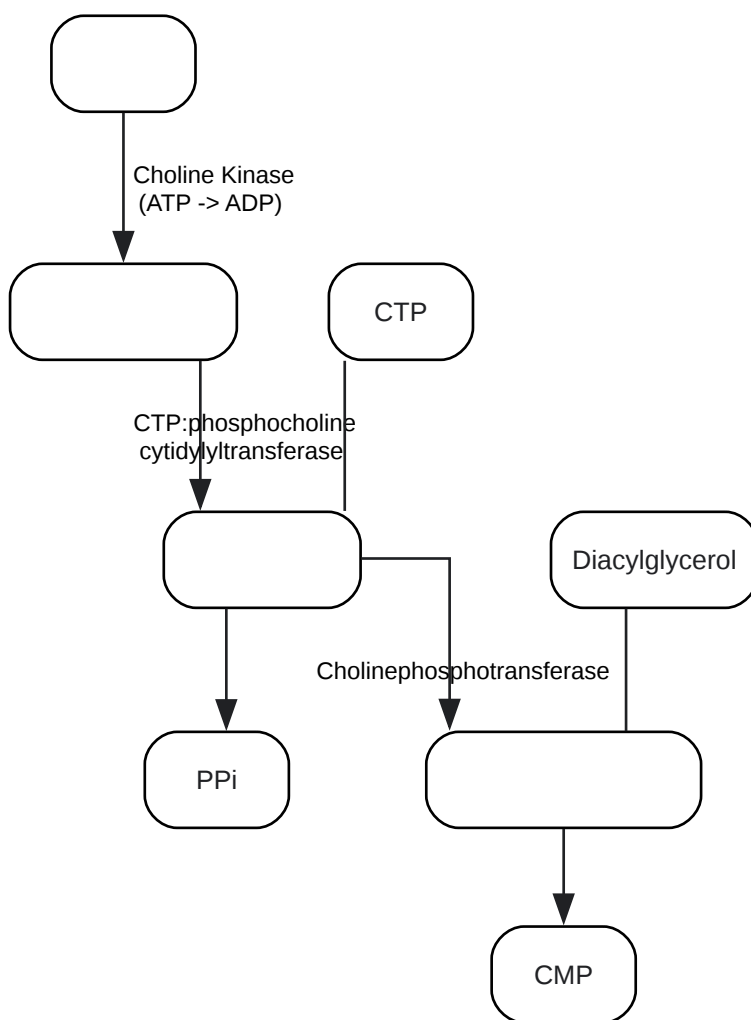 Choline Kinase
(ATP -> ADP)
CTP
CTP:phosphocholine
cytidylyltransferase
Diacylglycerol
Cholinephosphotransferase
PPi
CMP